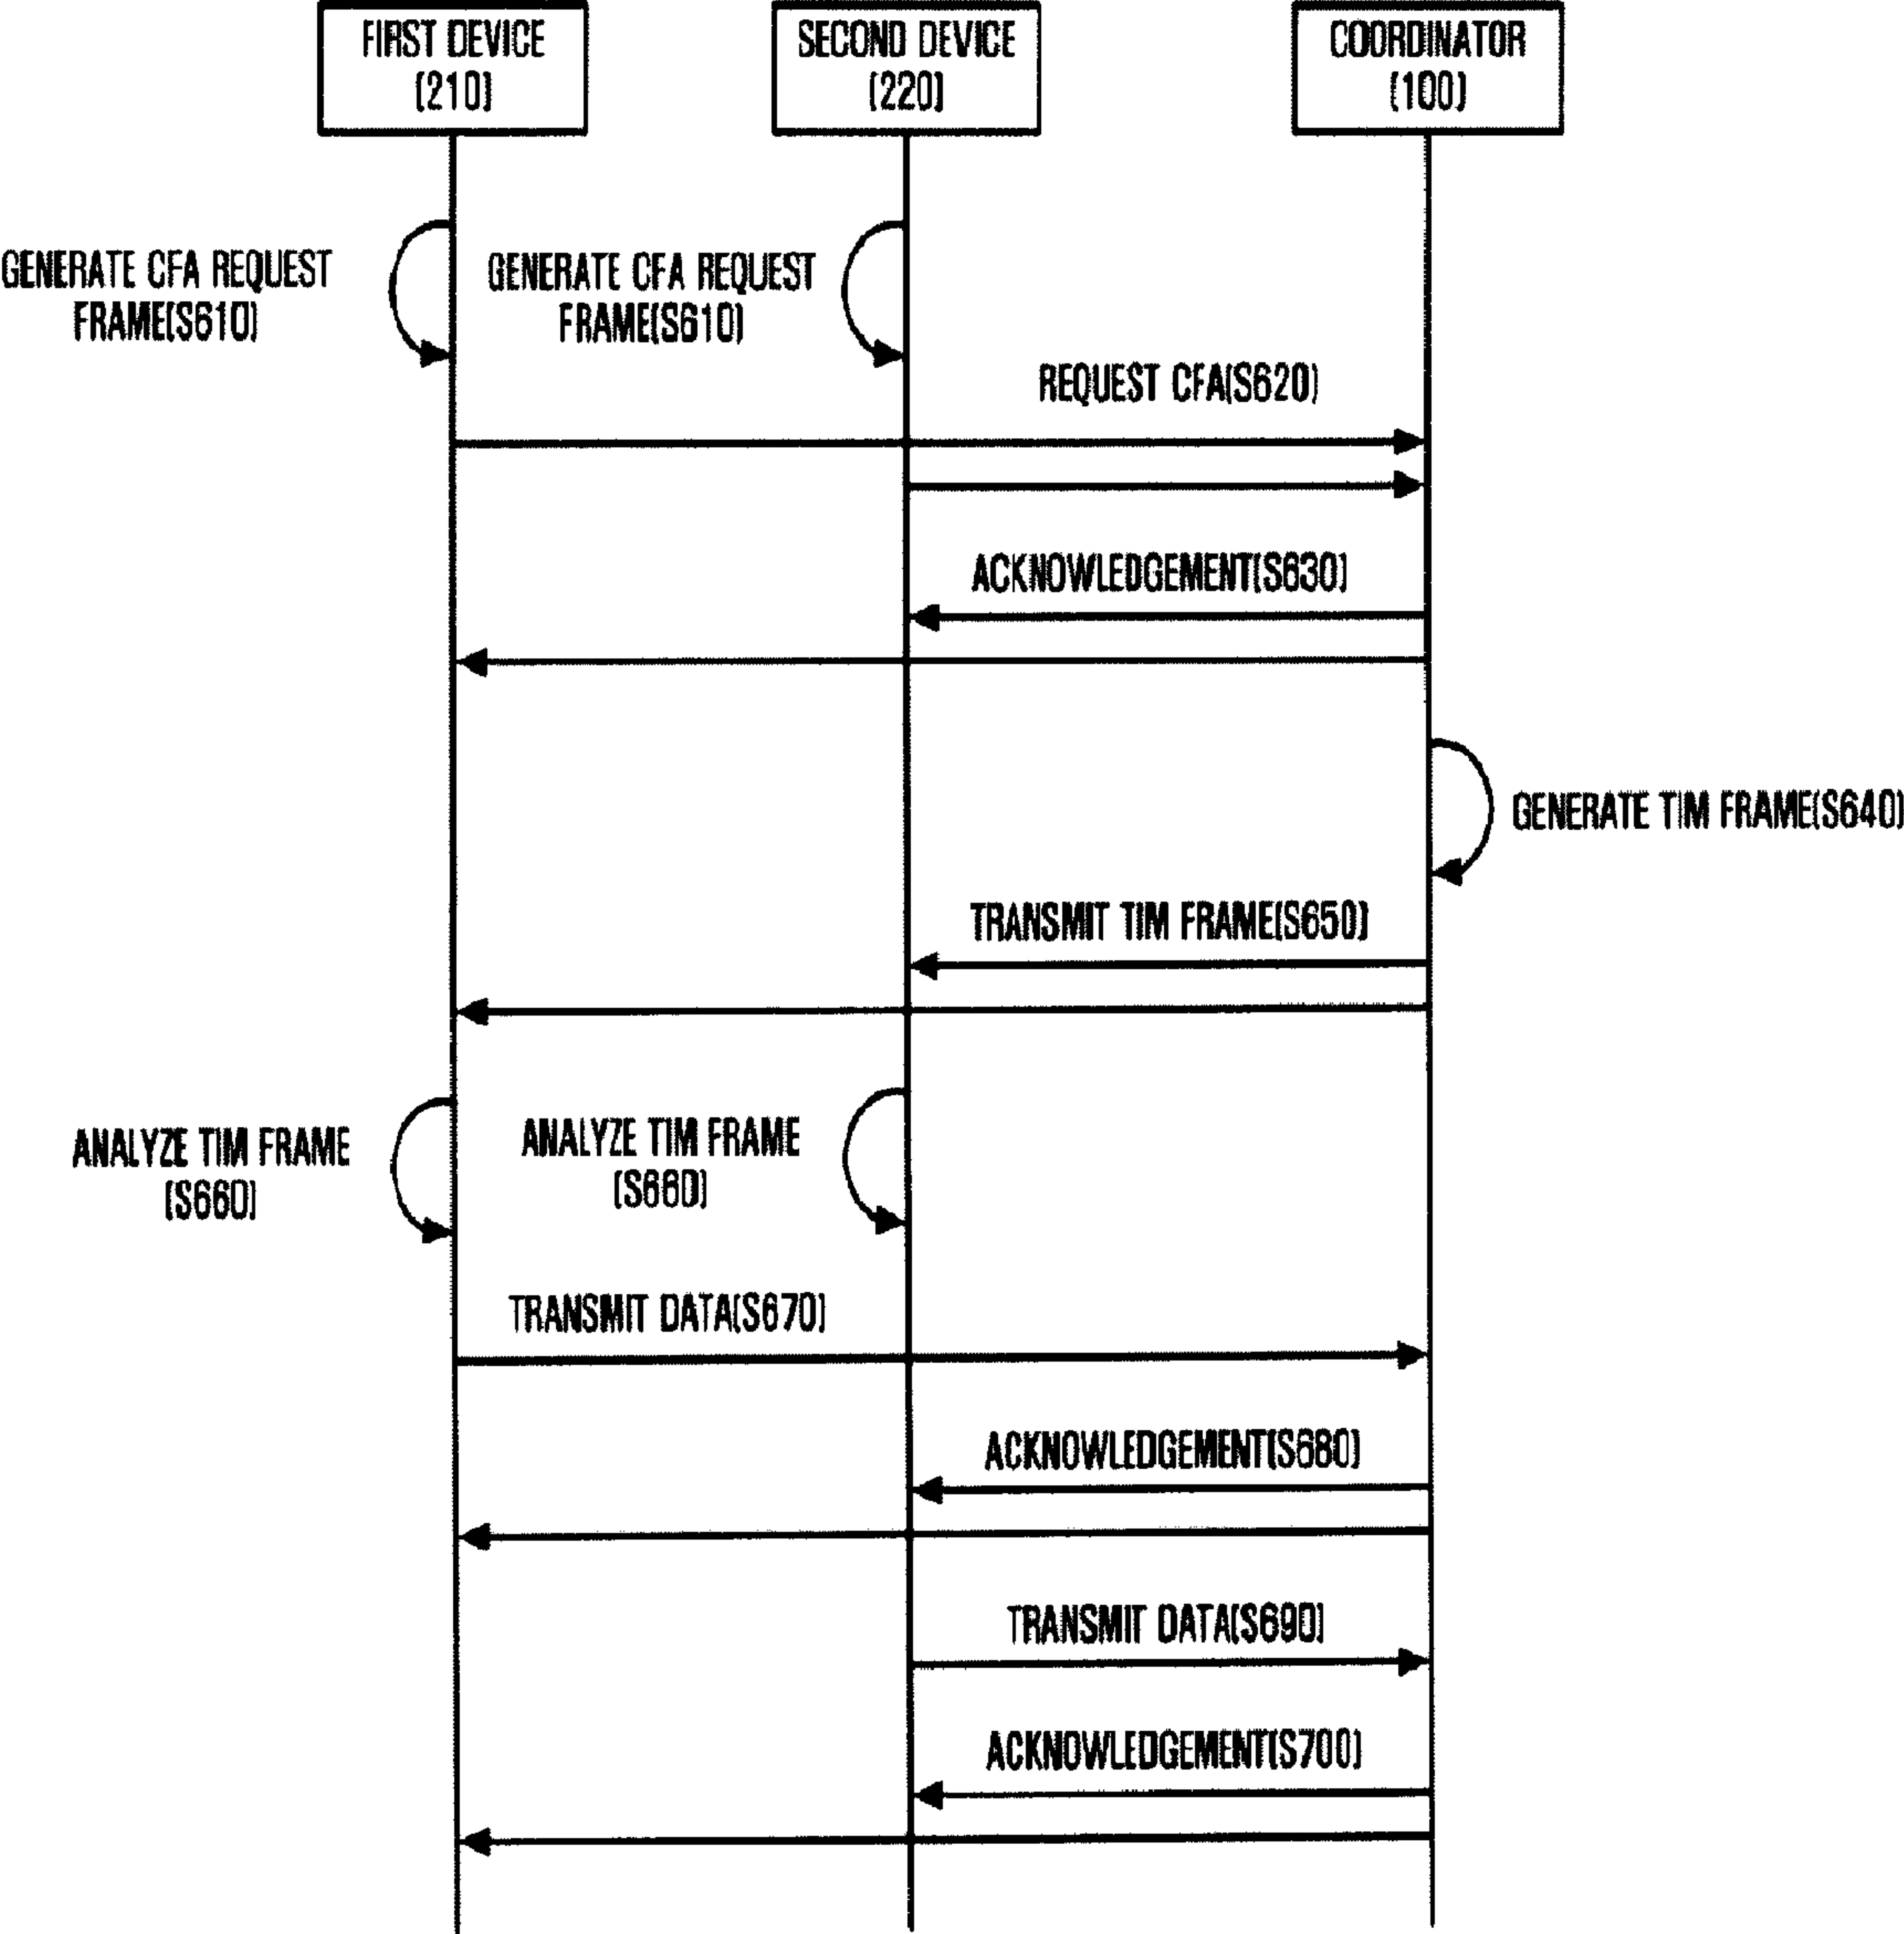 FIRST DEVICE
(210)
SECOND DEVICE
(220)
COORDINATOR
(100)
GENERATE CFA REQUEST
FRAME(S610)
GENERATE CFA REQUEST
FRAME(S610)
REQUEST CFA(S620)
ACKNOWLEDGEMENT(S630)
GENERATE TIM FRAME(S640)
TRANSMIT TIM FRAME(S650)
ANALYZE TIM FRAME
(S660)
ANALYZE TIM FRAME
(S660)
TRANSMIT DATA(S670)
ACKNOWLEDGEMENT(S680)
TRANSMIT DATA(S690)
ACKNOWLEDGEMENT(S700)